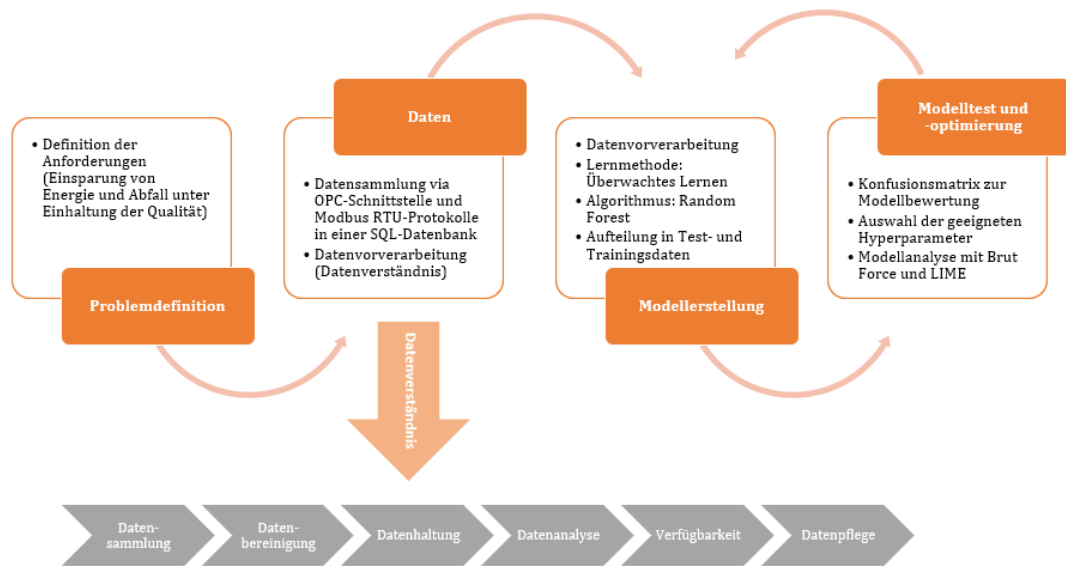 • Definition der
Anforderungen
(Einsparung von
Energie und Abfall unter
Einhaltung der Qualität)
Problemdefinition
Daten
• Datensammlung via
OPC-Schnittstelle und
Modbus RTU-Protokolle
in einer SQL-Datenbank
• Datenvorverarbeitung
(Datenverständnis)
• Datenvorverarbeitung
• Lernmethode:
Überwachtes Lernen
• Algorithmus: Random
Forest
• Aufteilung in Test- und
Trainingsdaten
Modellerstellung
Modelltest und
-optimierung
• Konfusionsmatrix zur
Modellbewertung
• Auswahl der geeigneten
Hyperparameter
• Modellanalyse mit Brut
Force und LIME
Datenverständnis
Daten-
sammlung
Daten-
bereinigung
Datenhaltung
Datenanalyse
Verfügbarkeit
Datenpflege